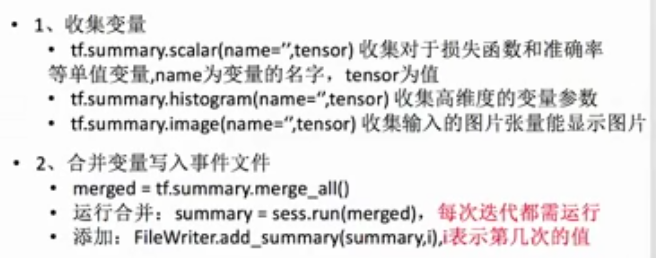 • 1、收集变量
• tf.summary.scalar(name='',tensor) 收集对于损失函数和准确率
等单值变量,name为变量的名字，tensor为值
• tf.summary.histogram(name='',tensor) 收集高维度的变量参数
• tf.summary.image(name='',tensor) 收集输入的图片张量能显示图片
• 2、合并变量写入事件文件
• merged = tf.summary.merge_all()
• 运行合并：summary = sess.run(merged)，每次迭代都需运行
• 添加：FileWriter.add_summary(summary,i),i表示第几次的值